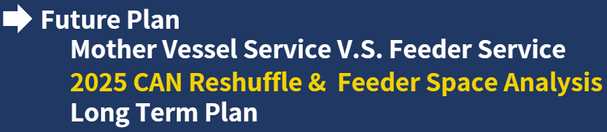 Future Plan
Mother Vessel Service V.S. Feeder Service
2025 CAN Reshuffle &  Feeder Space Analysis
Long Term Plan